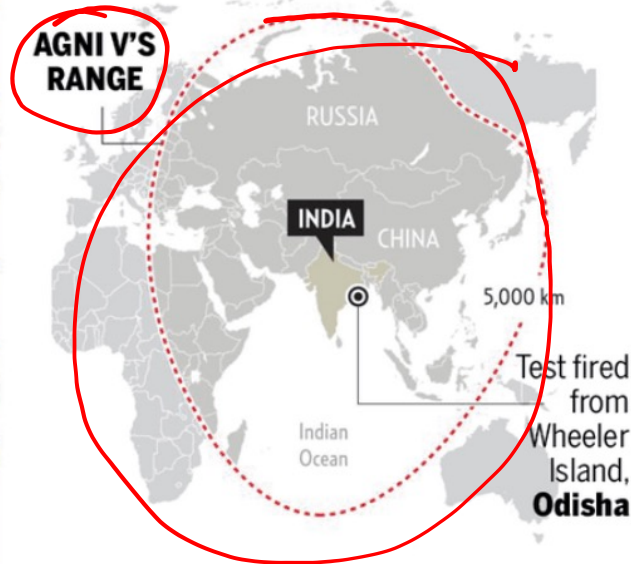 AGNI V'S
RANGE
RUSSIA
INDIA
CHINA
5,000 km
Test fired
from
Wheeler
Island,
Odisha
Indian
Ocean